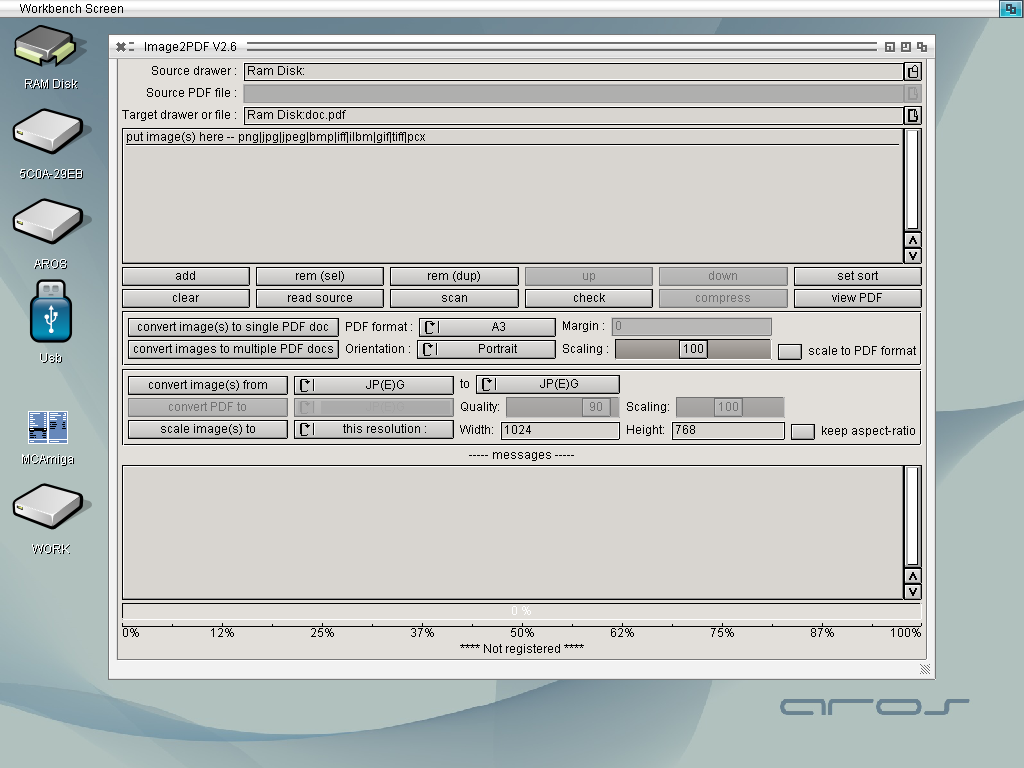 Workbench Screen
Image2PDF V2.6
RAM Disk
5C0A-29EB
AROS
Usb
MCAmiga
WORK
Source drawer : Ram Disk:
Source PDF file :
Target drawer or file : Ram Disk:doc.pdf
put image(s) here -- png|jpg|jpeg|bmp|iff|ilbm|gif|tiff|pcx
add rem (sel) rem (dup) up down set sort
clear read source scan check compress view PDF
convert image(s) to single PDF doc PDF format : A3 Margin : 0
convert images to multiple PDF docs Orientation : Portrait Scaling : 100 scale to PDF format
convert image(s) from JP(E)G to JP(E)G
convert PDF to JP(E)G Quality: 90 Scaling: 100
scale image(s) to this resolution : Width: 1024 Height: 768 keep aspect-ratio
----- messages -----
0 %
0% 12% 25% 37% 50% 62% 75% 87% 100%
**** Not registered ****
aros